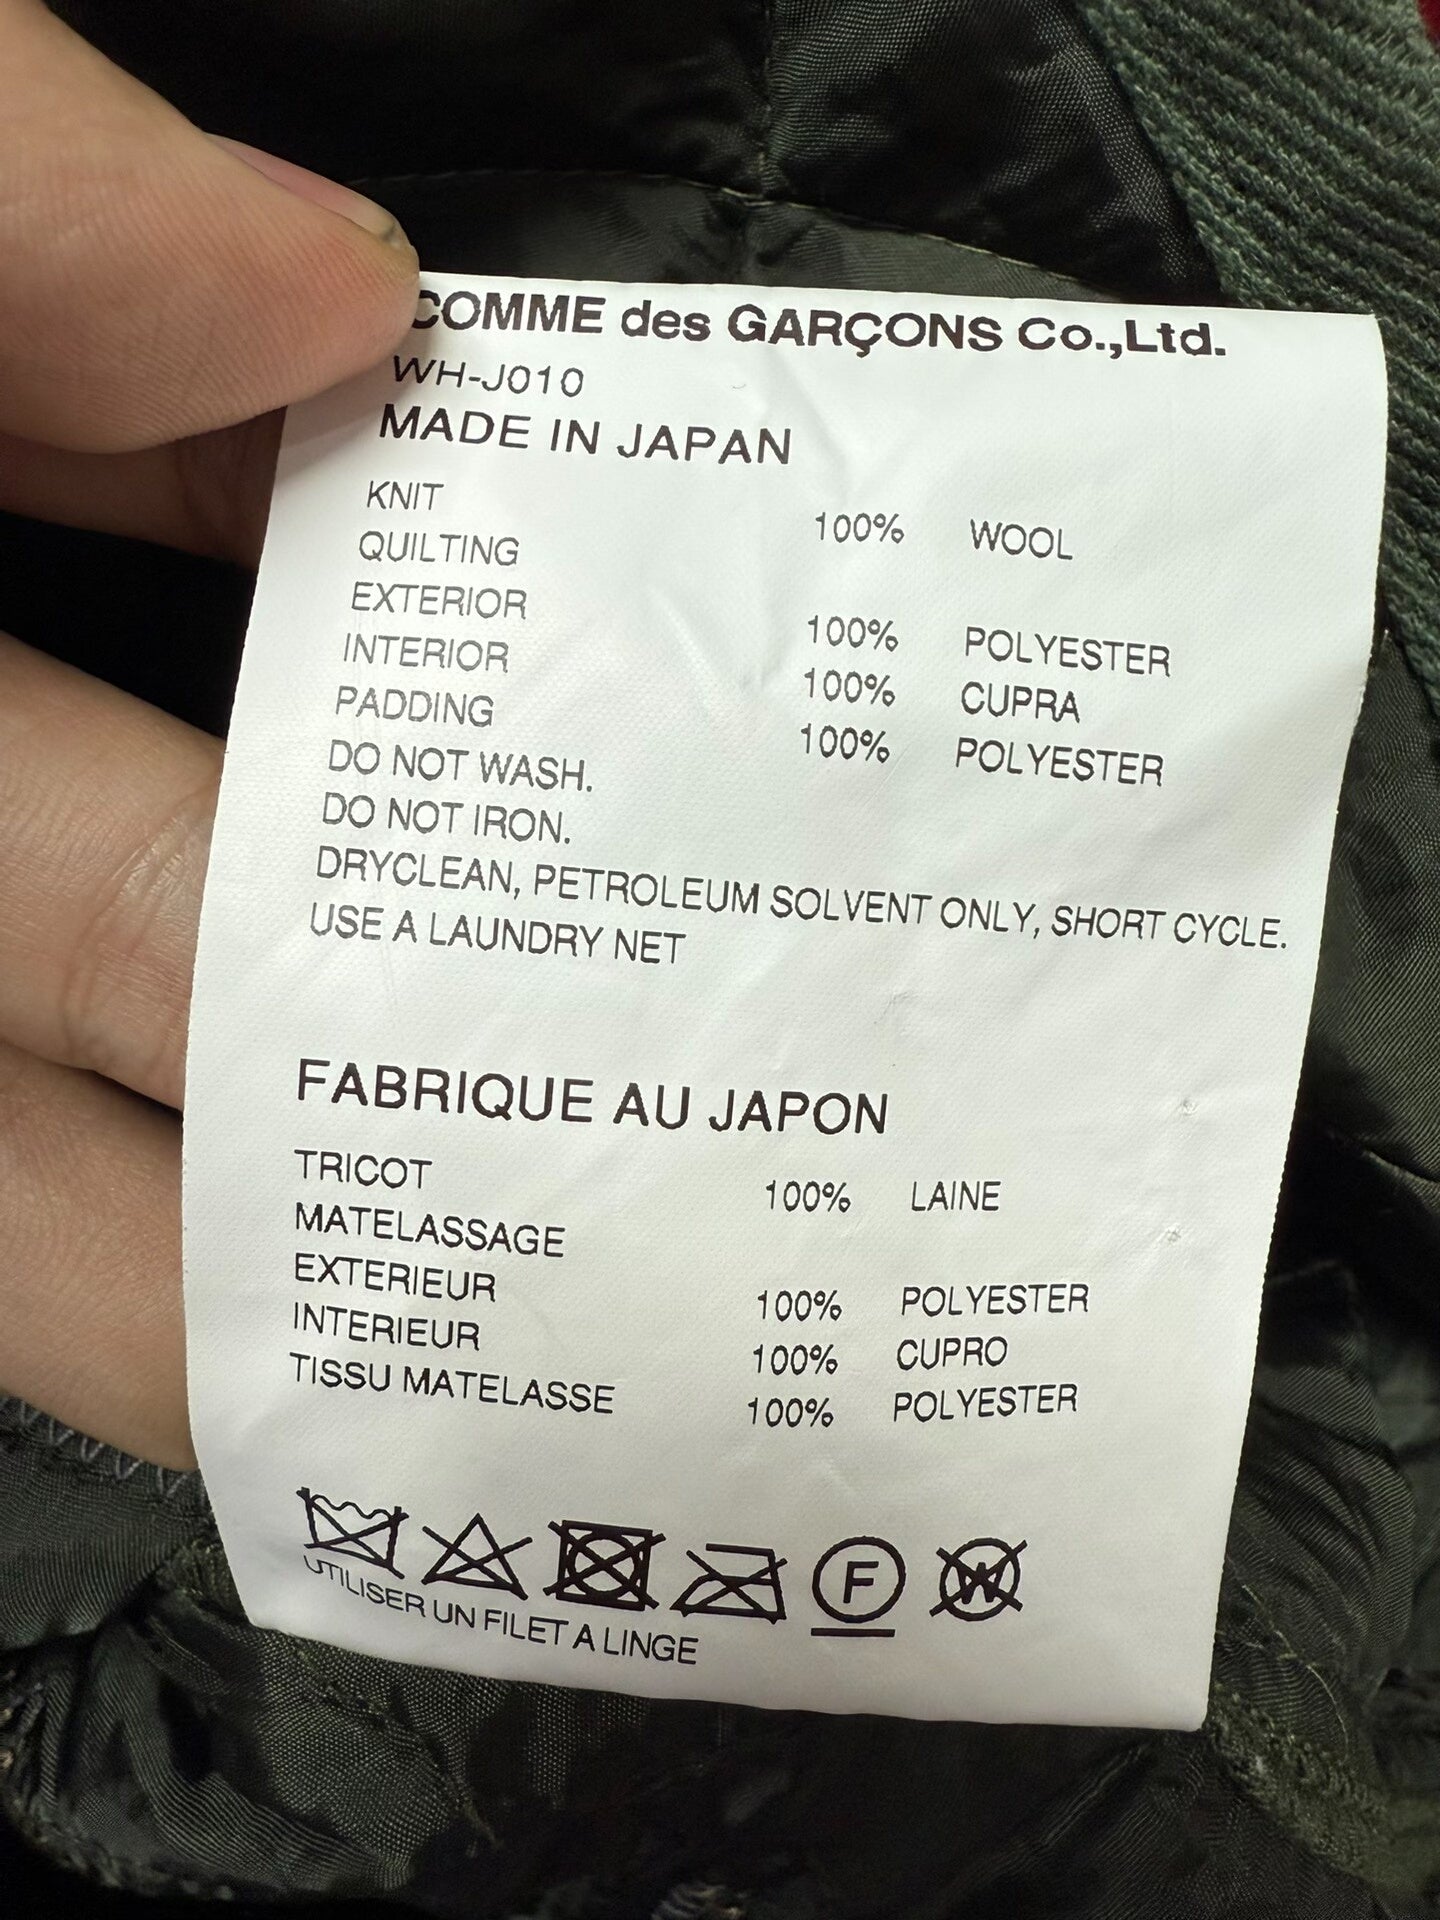 COMME des GARÇONS Co.,Ltd.
WH-J010
MADE IN JAPAN
KNIT 100% WOOL
QUILTING
EXTERIOR 100% POLYESTER
INTERIOR 100% CUPRA
PADDING 100% POLYESTER
DO NOT WASH.
DO NOT IRON.
DRYCLEAN, PETROLEUM SOLVENT ONLY, SHORT CYCLE.
USE A LAUNDRY NET
FABRIQUE AU JAPON
TRICOT 100% LAINE
MATELASSAGE
EXTERIEUR 100% POLYESTER
INTERIEUR 100% CUPRO
TISSU MATELASSE 100% POLYESTER
F W
UTILISER UN FILET A LINGE